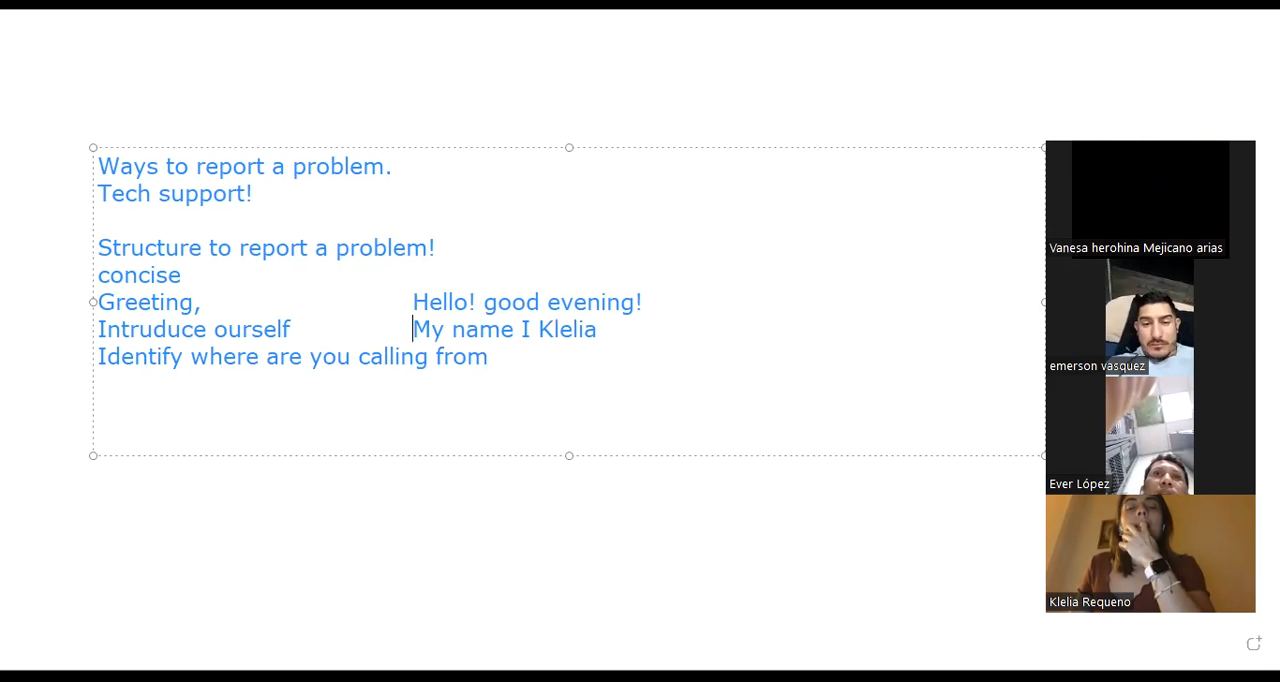 Ways to report a problem.
Tech support!
Structure to report a problem!
concise
Greeting, Hello! good evening!
Intruduce ourself My name I Klelia
Identify where are you calling from
Vanesa herohina Mejicano arias
emerson vasquez
Ever López
Klelia Requeno